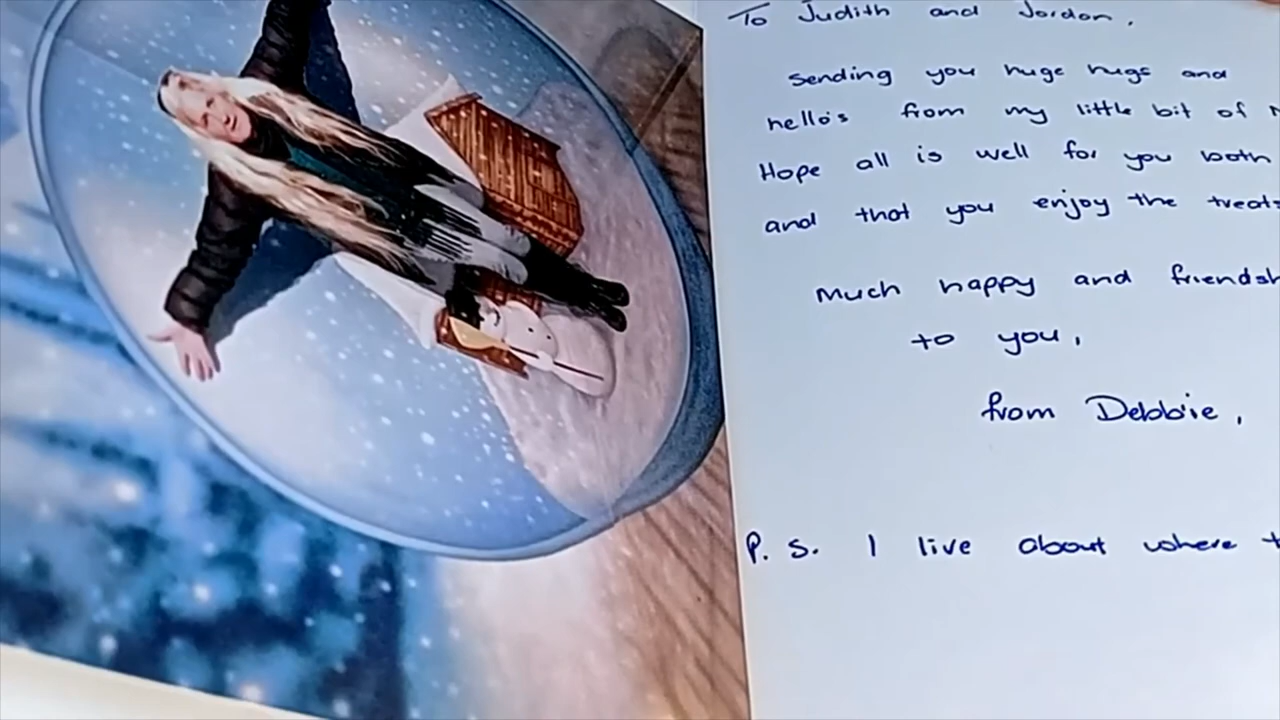 To Judith and Jordon,
Sending you huge hugs and
hello's from my little bit of
Hope all is well for you both
and that you enjoy the treats
Much happy and
to you,
from Debbie,
P. S. I live about where